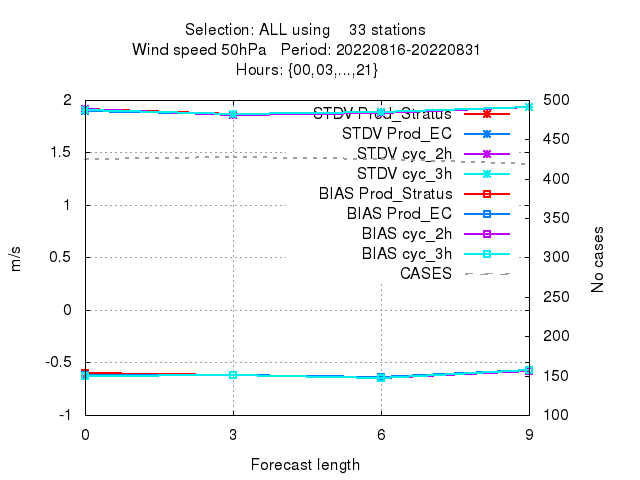 Selection: ALL using 33 stations
Wind speed 50hPa Period: 20220816-20220831
Hours: {00,03,...,21}
2
1.5
1
0.5
0
-0.5
-1
m/s
500
450
400
350
300
250
200
150
100
No cases
STDV Prod_Stratus
STDV Prod_EC
STDV cyc_2h
STDV cyc_3h
BIAS Prod_Stratus
BIAS Prod_EC
BIAS cyc_2h
BIAS cyc_3h
CASES
0 3 6 9
Forecast length